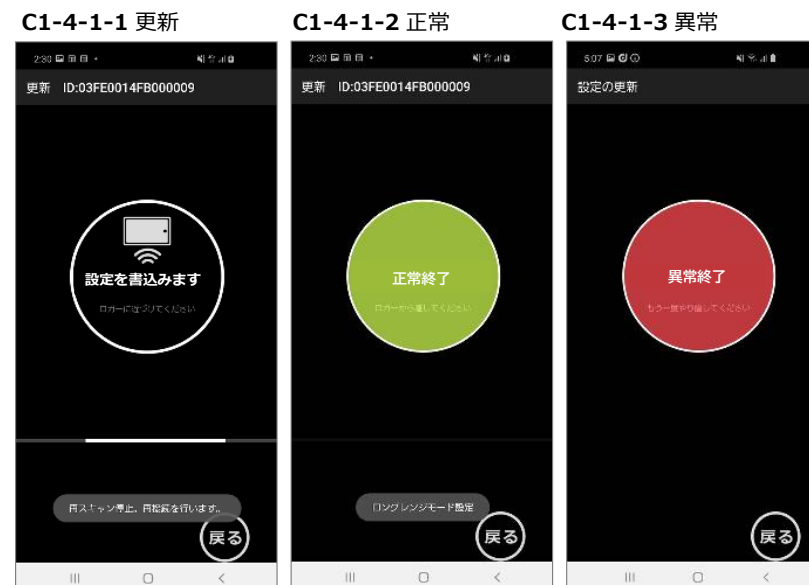 C1-4-1-1 更新
C1-4-1-2 正常
C1-4-1-3 異常
2:30
更新 ID:03FE0014FB000009
設定を書込みます
ロガーに近づけてください
再スキャン停止、再接続を行います。
戻る
2:30
更新 ID:03FE0014FB000009
正常終了
ロガーから離してください
ロングレンジモード設定
戻る
5:07
設定の更新
異常終了
もう一度やり直してください
戻る